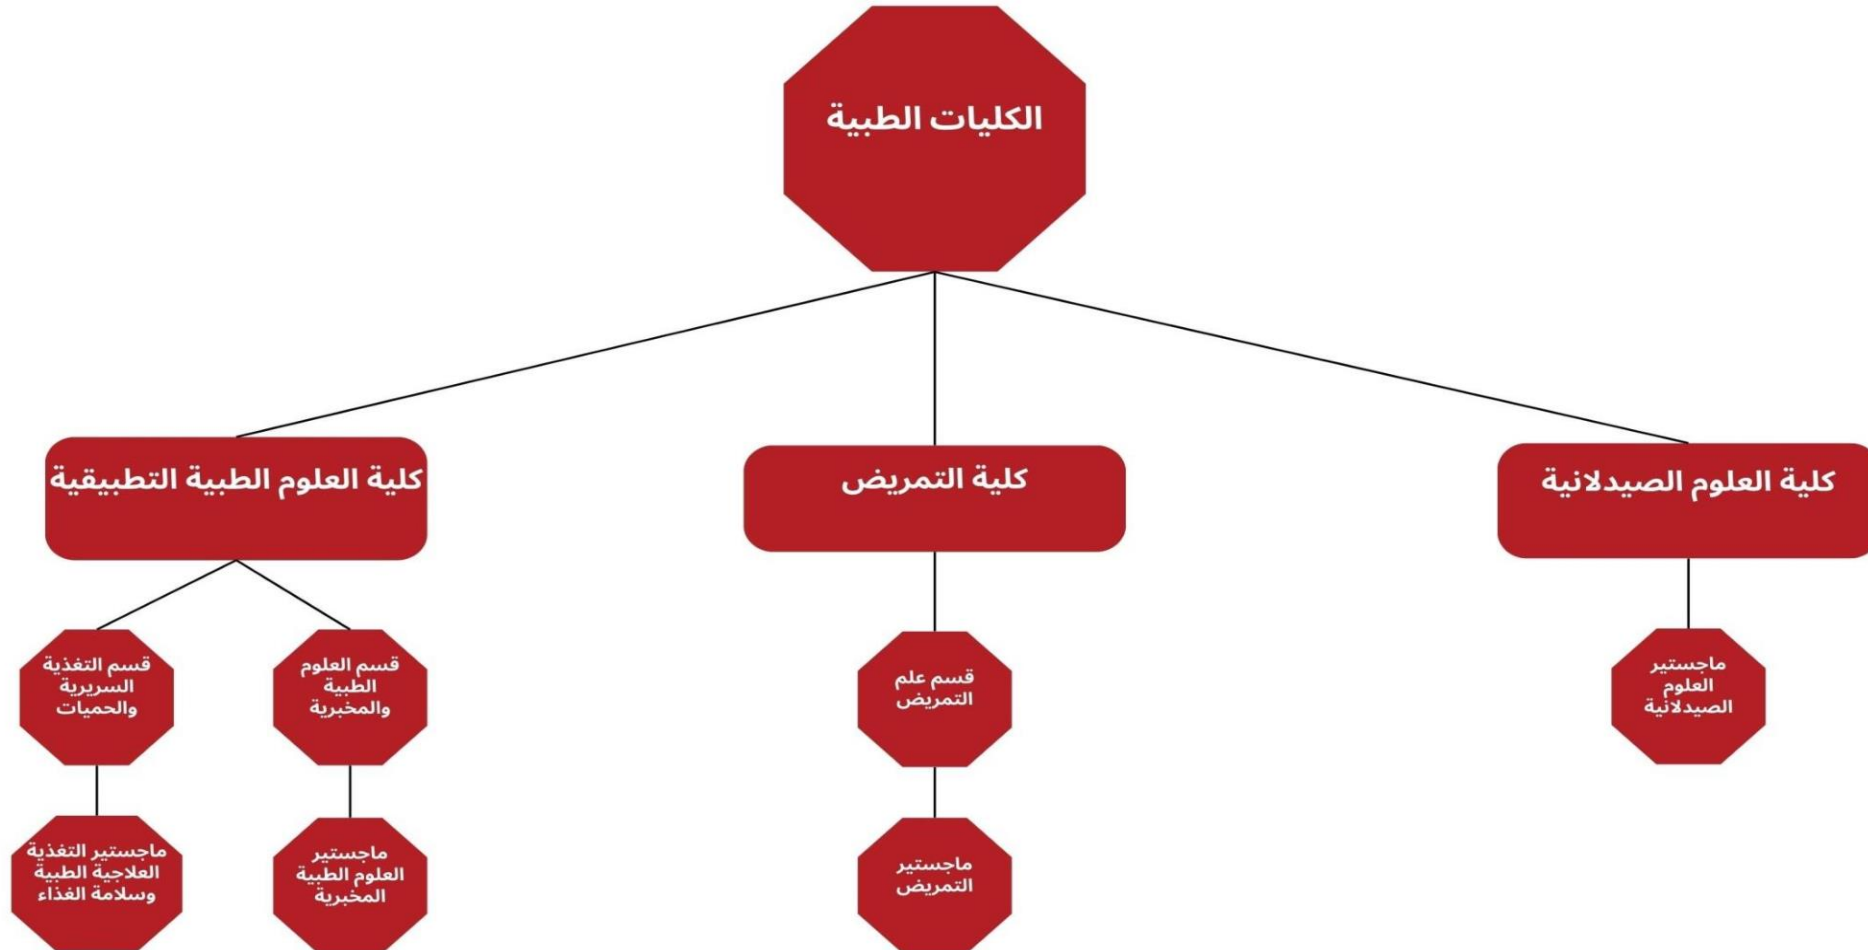 الكليات الطبية
كلية العلوم الصيدلانية
كلية التمريض
كلية العلوم الطبية التطبيقية
ماجستير
العلوم
الصيدلانية
قسم علم
التمريض
قسم العلوم
الطبية
والمخبرية
قسم التغذية
السريرية
والحميات
ماجستير
التمريض
ماجستير
العلوم الطبية
المخبرية
ماجستير التغذية
العلاجية الطبية
وسلامة الغذاء